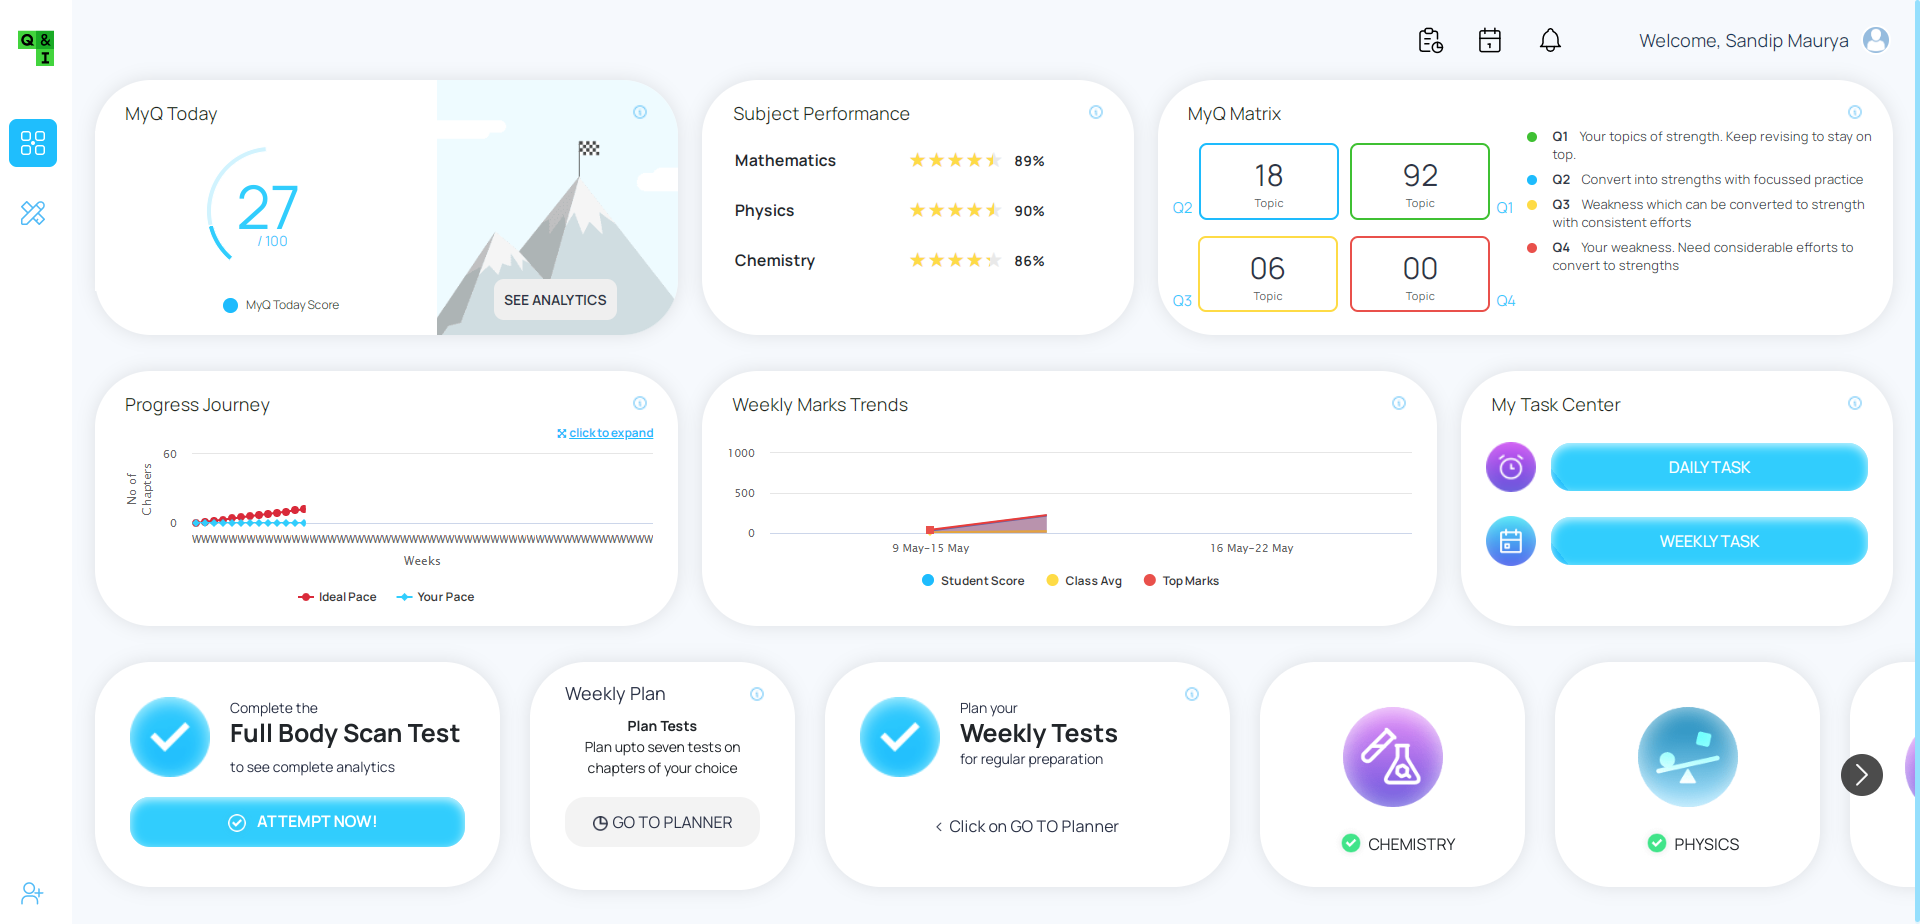 Q &
I
Welcome, Sandip Maurya
MyQ Today
27
/ 100
MyQ Today Score
SEE ANALYTICS
Subject Performance
Mathematics 89%
Physics 90%
Chemistry 86%
MyQ Matrix
Q2
18
Topic
92
Topic
Q1
Q3
06
Topic
00
Topic
Q4
Q1 Your topics of strength. Keep revising to stay on
top.
Q2 Convert into strengths with focussed practice
Q3 Weakness which can be converted to strength
with consistent efforts
Q4 Your weakness. Need considerable efforts to
convert to strengths
Progress Journey
click to expand
No of
Chapters
60
0
Weeks
Ideal Pace Your Pace
Weekly Marks Trends
1000
500
0
9 May-15 May 16 May-22 May
Student Score Class Avg Top Marks
My Task Center
DAILY TASK
WEEKLY TASK
Complete the
Full Body Scan Test
to see complete analytics
ATTEMPT NOW!
Weekly Plan
Plan Tests
Plan upto seven tests on
chapters of your choice
GO TO PLANNER
Plan your
Weekly Tests
for regular preparation
< Click on GO TO Planner
CHEMISTRY
PHYSICS